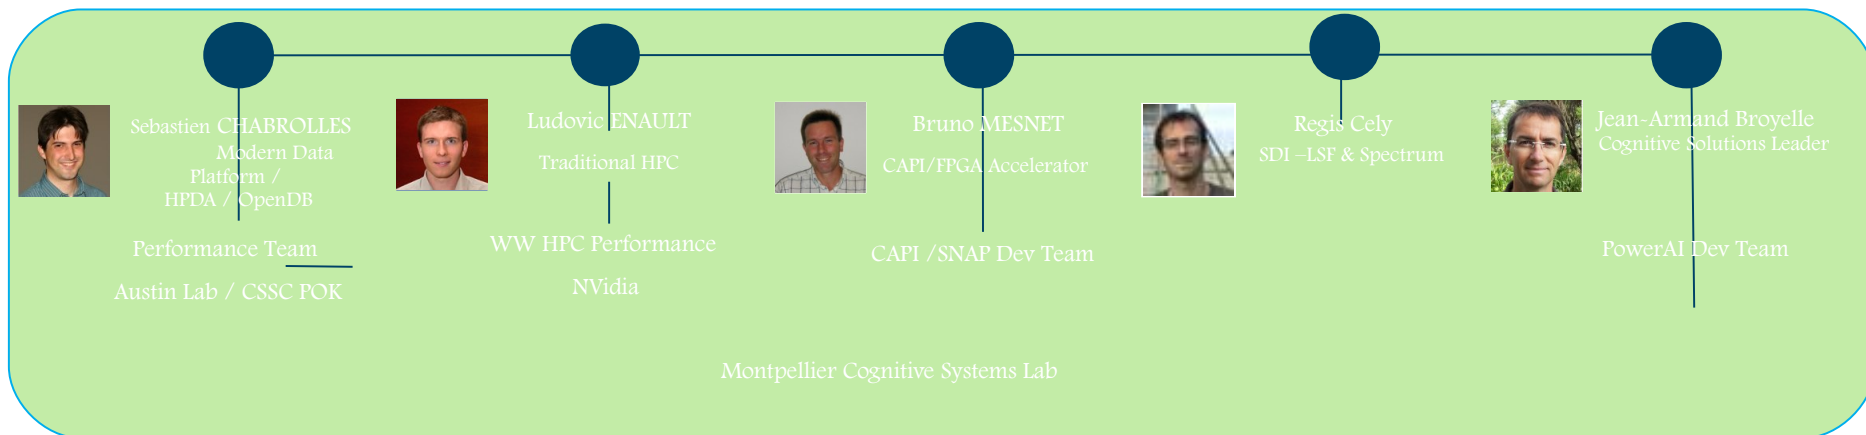 Sebastien CHABROLLES
Modern Data
Platform /
HPDA / OpenDB
Performance Team
Austin Lab / CSSC POK
Ludovic ENAULT
Traditional HPC
WW HPC Performance
NVidia
Bruno MESNET
CAPI/FPGA Accelerator
CAPI /SNAP Dev Team
Regis Cely
SDI –LSF & Spectrum
Jean-Armand Broyelle
Cognitive Solutions Leader
PowerAI Dev Team
Montpellier Cognitive Systems Lab